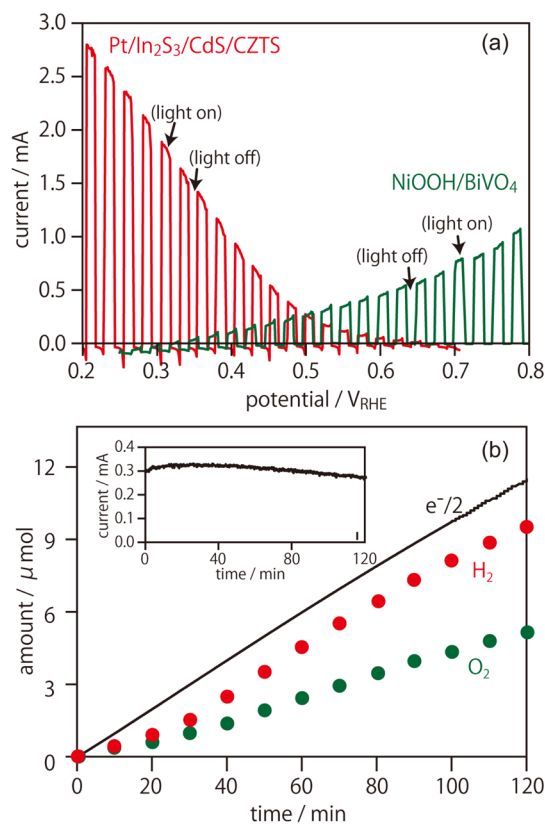 (a)
Pt/In₂S₃/CdS/CZTS
(light on)
(light off)
NiOOH/BiVO₄
(light on)
(light off)
current / mA
3.0
2.5
2.0
1.5
1.0
0.5
0.0
0.2 0.3 0.4 0.5 0.6 0.7 0.8
potential / V_RHE
(b)
current / mA
0.4
0.3
0.2
0.1
0.0
0 40 80 120
time / min
e⁻/2
H₂
O₂
amount / μ mol
12
9
6
3
0
0 20 40 60 80 100 120
time / min